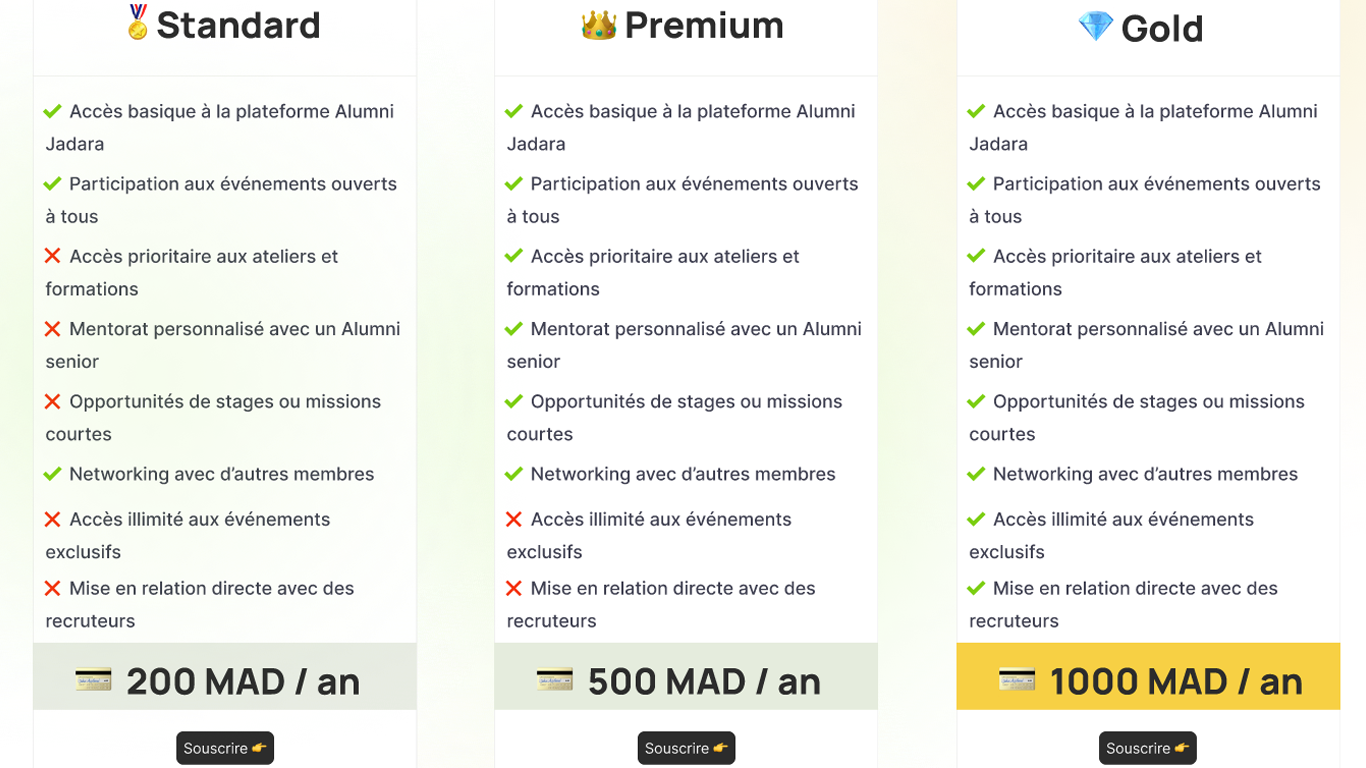 Standard
Accès basique à la plateforme Alumni
Jadara
Participation aux événements ouverts
à tous
Accès prioritaire aux ateliers et
formations
Mentorat personnalisé avec un Alumni
senior
Opportunités de stages ou missions
courtes
Networking avec d’autres membres
Accès illimité aux événements
exclusifs
Mise en relation directe avec des
recruteurs
200 MAD / an
Souscrire
Premium
Accès basique à la plateforme Alumni
Jadara
Participation aux événements ouverts
à tous
Accès prioritaire aux ateliers et
formations
Mentorat personnalisé avec un Alumni
senior
Opportunités de stages ou missions
courtes
Networking avec d’autres membres
Accès illimité aux événements
exclusifs
Mise en relation directe avec des
recruteurs
500 MAD / an
Souscrire
Gold
Accès basique à la plateforme Alumni
Jadara
Participation aux événements ouverts
à tous
Accès prioritaire aux ateliers et
formations
Mentorat personnalisé avec un Alumni
senior
Opportunités de stages ou missions
courtes
Networking avec d’autres membres
Accès illimité aux événements
exclusifs
Mise en relation directe avec des
recruteurs
1000 MAD / an
Souscrire